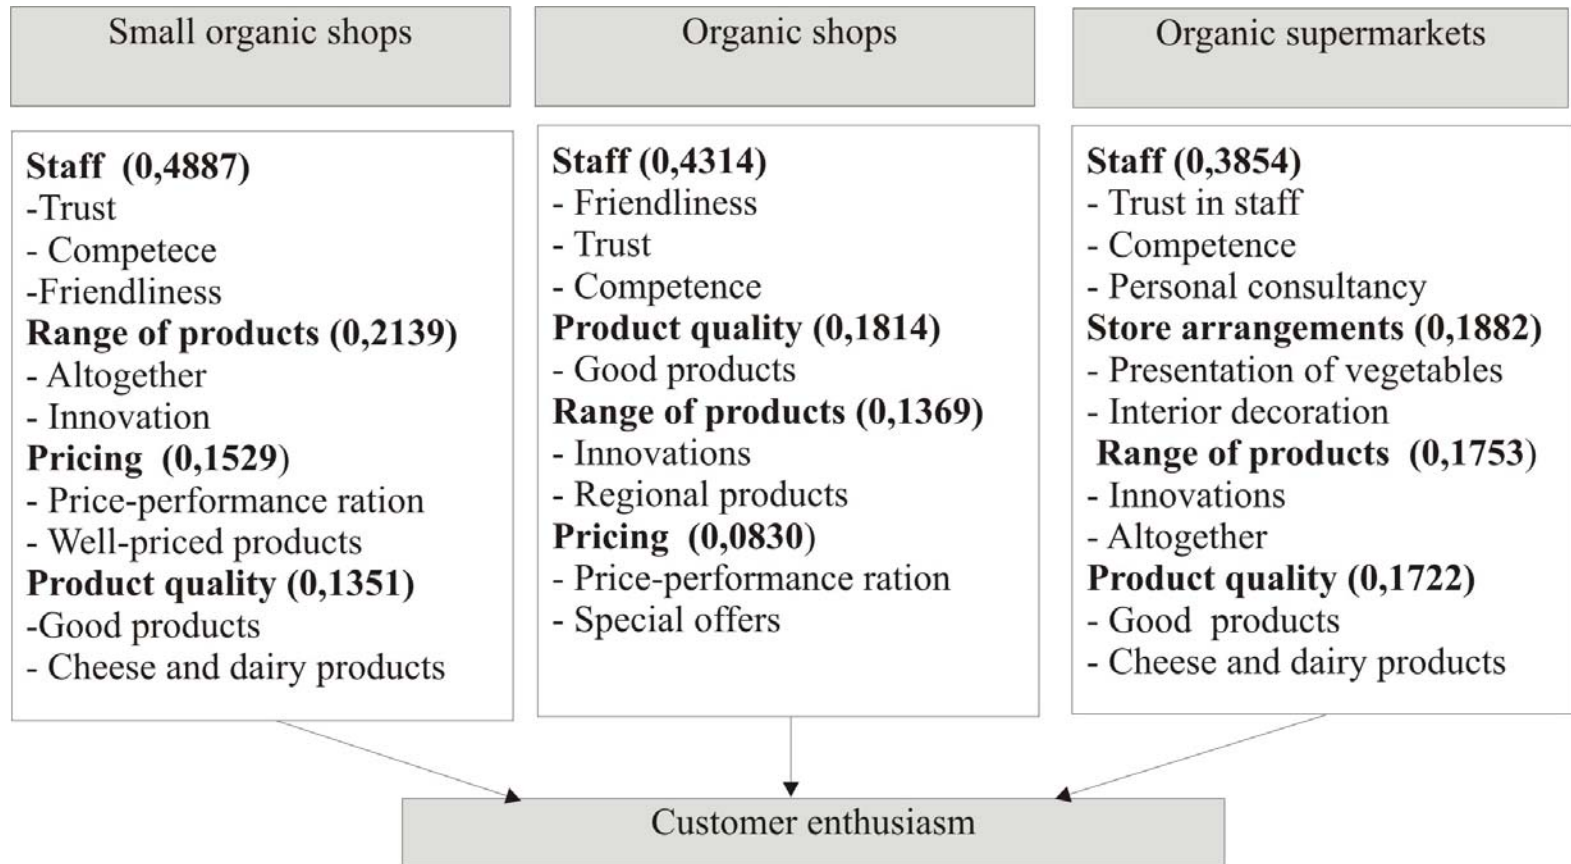 Small organic shops
Organic shops
Organic supermarkets
Staff (0,4887)
-Trust
- Competece
-Friendliness
Range of products (0,2139)
- Altogether
- Innovation
Pricing (0,1529)
- Price-performance ration
- Well-priced products
Product quality (0,1351)
-Good products
- Cheese and dairy products
Staff (0,4314)
- Friendliness
- Trust
- Competence
Product quality (0,1814)
- Good products
Range of products (0,1369)
- Innovations
- Regional products
Pricing (0,0830)
- Price-performance ration
- Special offers
Staff (0,3854)
- Trust in staff
- Competence
- Personal consultancy
Store arrangements (0,1882)
- Presentation of vegetables
- Interior decoration
Range of products (0,1753)
- Innovations
- Altogether
Product quality (0,1722)
- Good products
- Cheese and dairy products
Customer enthusiasm